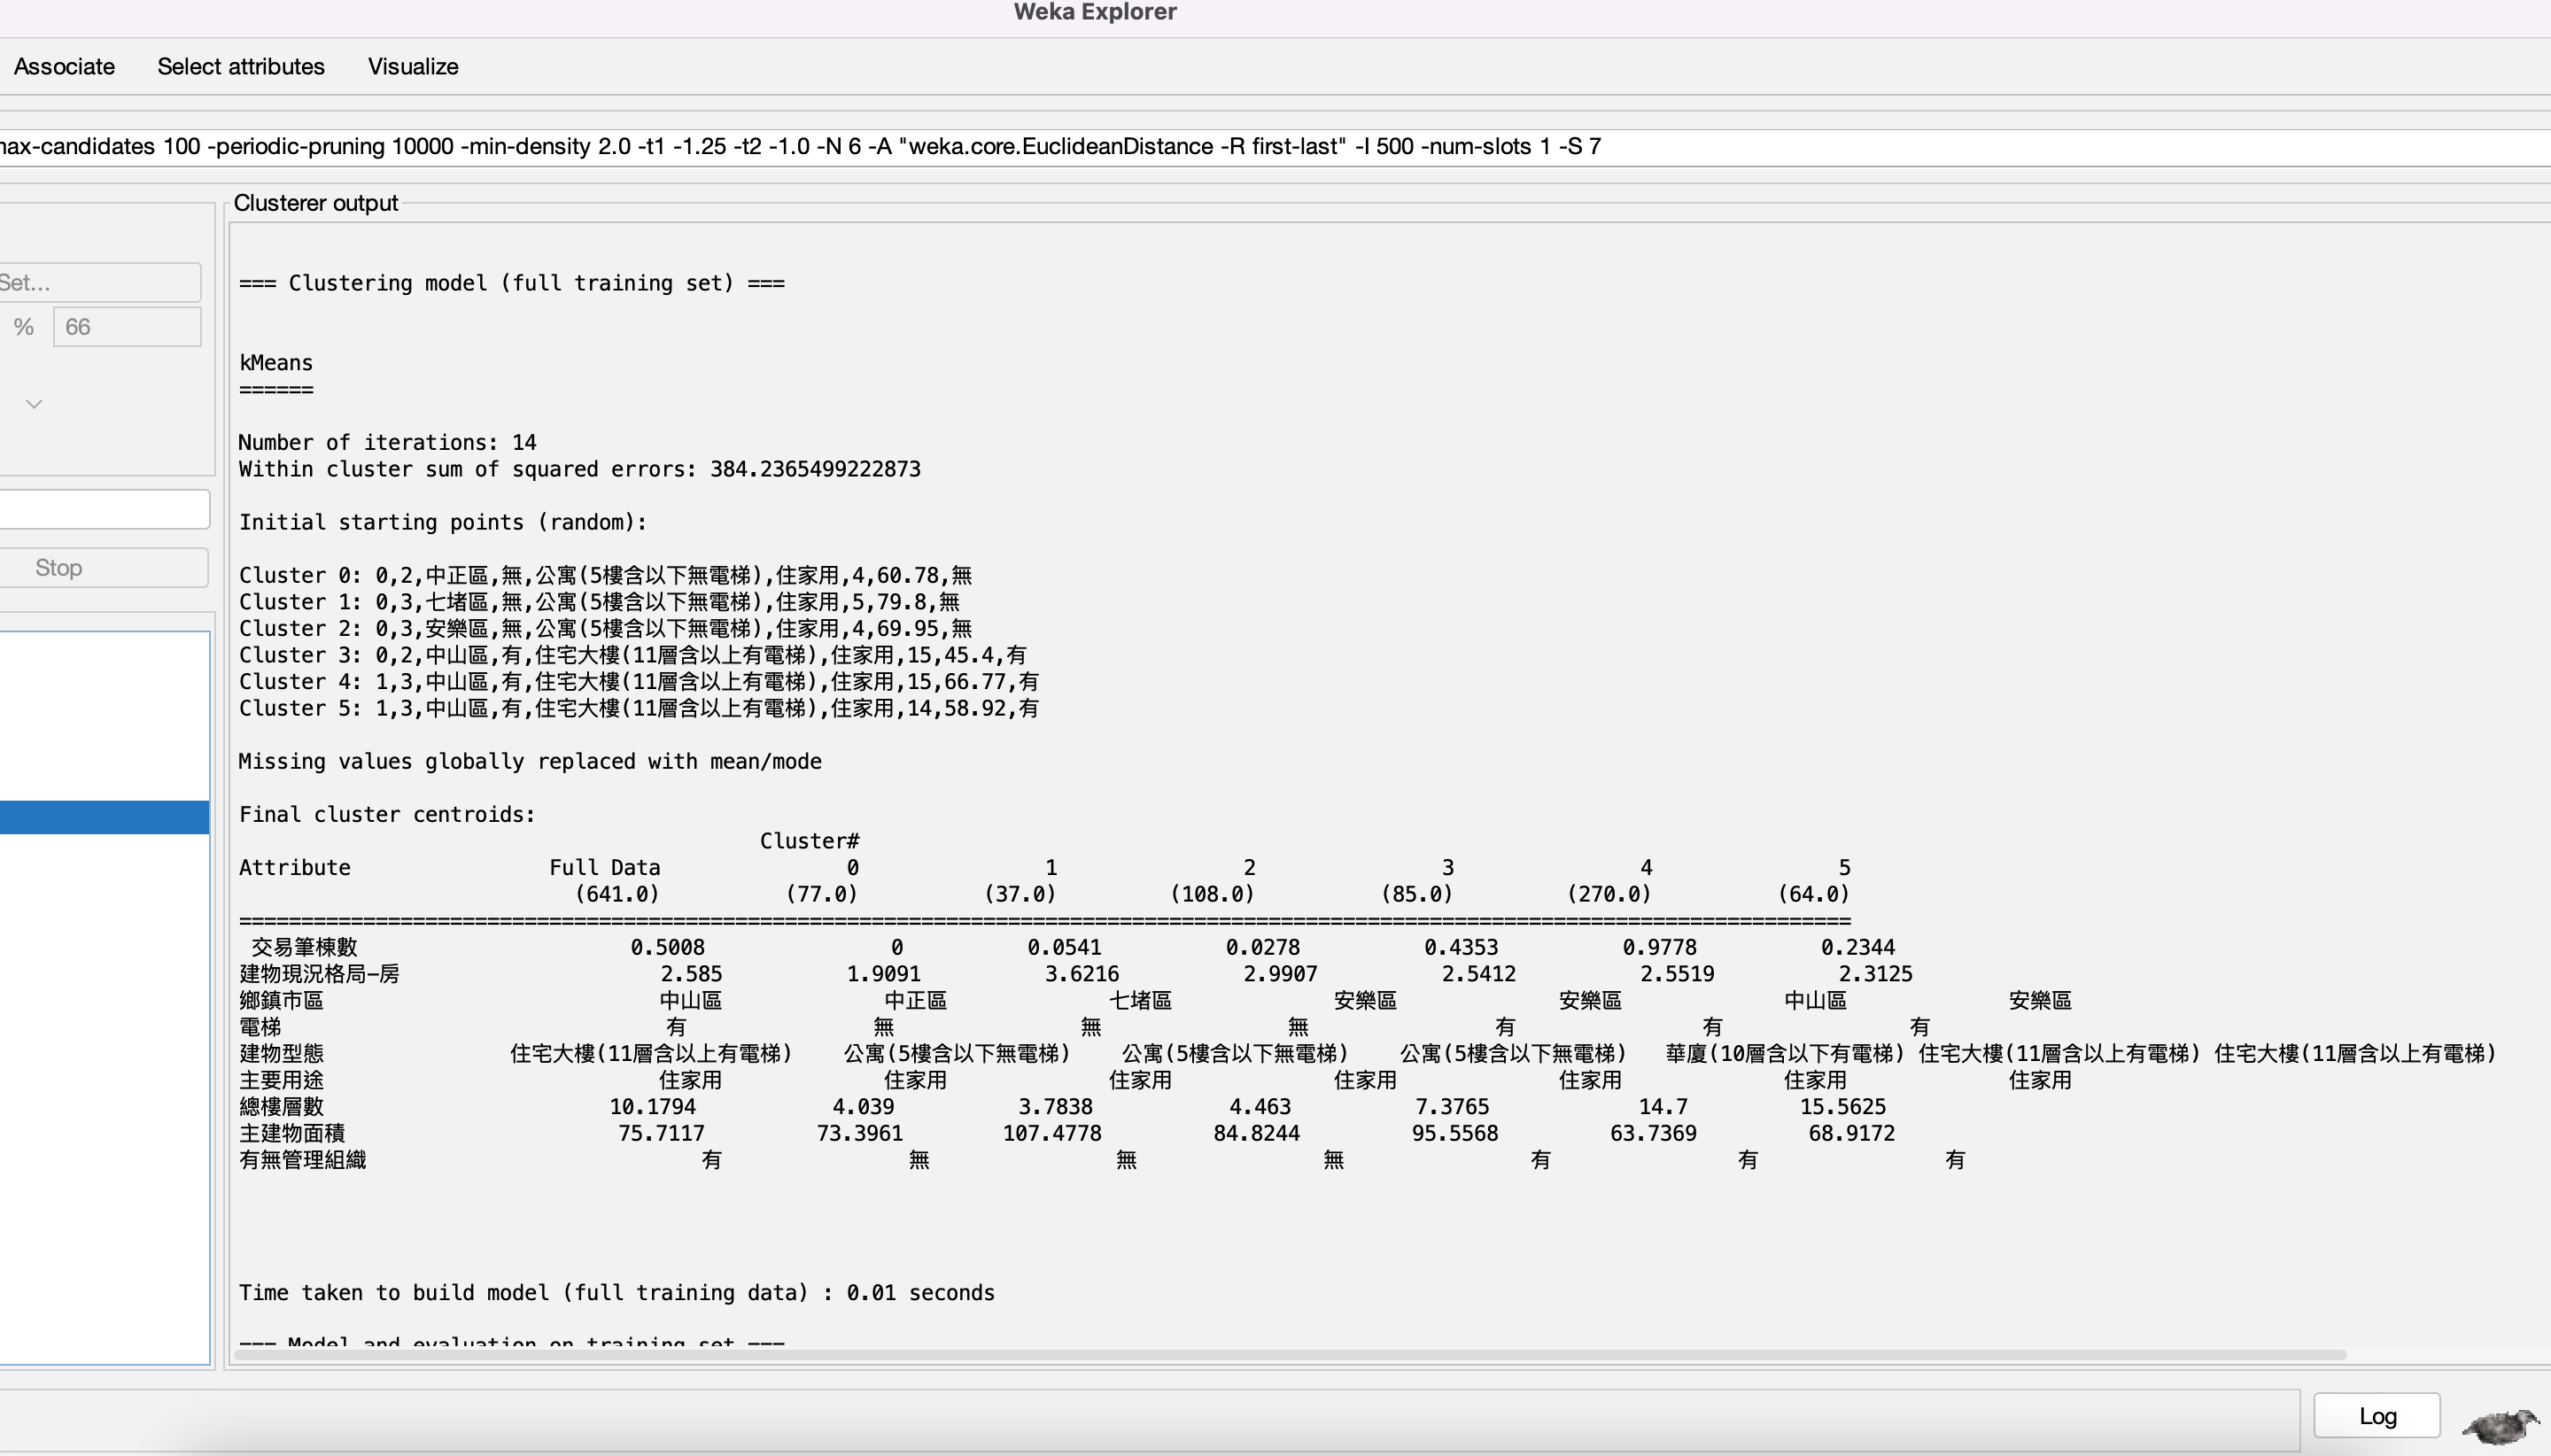 Weka Explorer
Associate Select attributes Visualize
max-candidates 100 -periodic-pruning 10000 -min-density 2.0 -t1 -1.25 -t2 -1.0 -N 6 -A "weka.core.EuclideanDistance -R first-last" -I 500 -num-slots 1 -S 7
Clusterer output
Set...
% 66
Stop
=== Clustering model (full training set) ===
kMeans
======
Number of iterations: 14
Within cluster sum of squared errors: 384.2365499222873
Initial starting points (random):
Cluster 0: 0,2,中正區,無,公寓(5樓含以下無電梯),住家用,4,60.78,無
Cluster 1: 0,3,七堵區,無,公寓(5樓含以下無電梯),住家用,5,79.8,無
Cluster 2: 0,3,安樂區,無,公寓(5樓含以下無電梯),住家用,4,69.95,無
Cluster 3: 0,2,中山區,有,住宅大樓(11層含以上有電梯),住家用,15,45.4,有
Cluster 4: 1,3,中山區,有,住宅大樓(11層含以上有電梯),住家用,15,66.77,有
Cluster 5: 1,3,中山區,有,住宅大樓(11層含以上有電梯),住家用,14,58.92,有
Missing values globally replaced with mean/mode
Final cluster centroids:
Cluster#
Attribute Full Data 0 1 2 3 4 5
(641.0) (77.0) (37.0) (108.0) (85.0) (270.0) (64.0)
==================================================================================================================================
交易筆棟數 0.5008 0 0.0541 0.0278 0.4353 0.9778 0.2344
建物現況格局-房 2.585 1.9091 3.6216 2.9907 2.5412 2.5519 2.3125
鄉鎮市區 中山區 中正區 七堵區 安樂區 安樂區 中山區 安樂區
電梯 有 無 無 無 有 有 有
建物型態 住宅大樓(11層含以上有電梯) 公寓(5樓含以下無電梯) 公寓(5樓含以下無電梯) 公寓(5樓含以下無電梯) 華廈(10層含以下有電梯) 住宅大樓(11層含以上有電梯) 住宅大樓(11層含以上有電梯)
主要用途 住家用 住家用 住家用 住家用 住家用 住家用 住家用
總樓層數 10.1794 4.039 3.7838 4.463 7.3765 14.7 15.5625
主建物面積 75.7117 73.3961 107.4778 84.8244 95.5568 63.7369 68.9172
有無管理組織 有 無 無 無 有 有 有
Time taken to build model (full training data) : 0.01 seconds
=== Model and evaluation on training set ===
Log